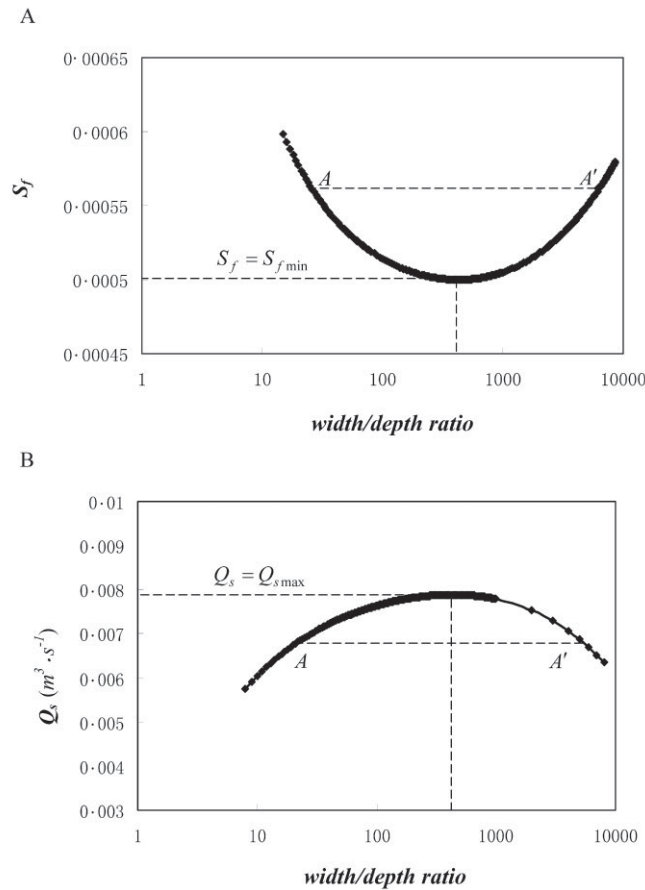 A
0·00065
0·0006
0·00055
0·0005
0·00045
S_f
A A′
S_f = S_f min
1 10 100 1000 10000
width/depth ratio
B
0·01
0·009
0·008
0·007
0·006
0·005
0·004
0·003
Q_s (m³·s⁻¹)
Q_s = Q_s max
A A′
1 10 100 1000 10000
width/depth ratio